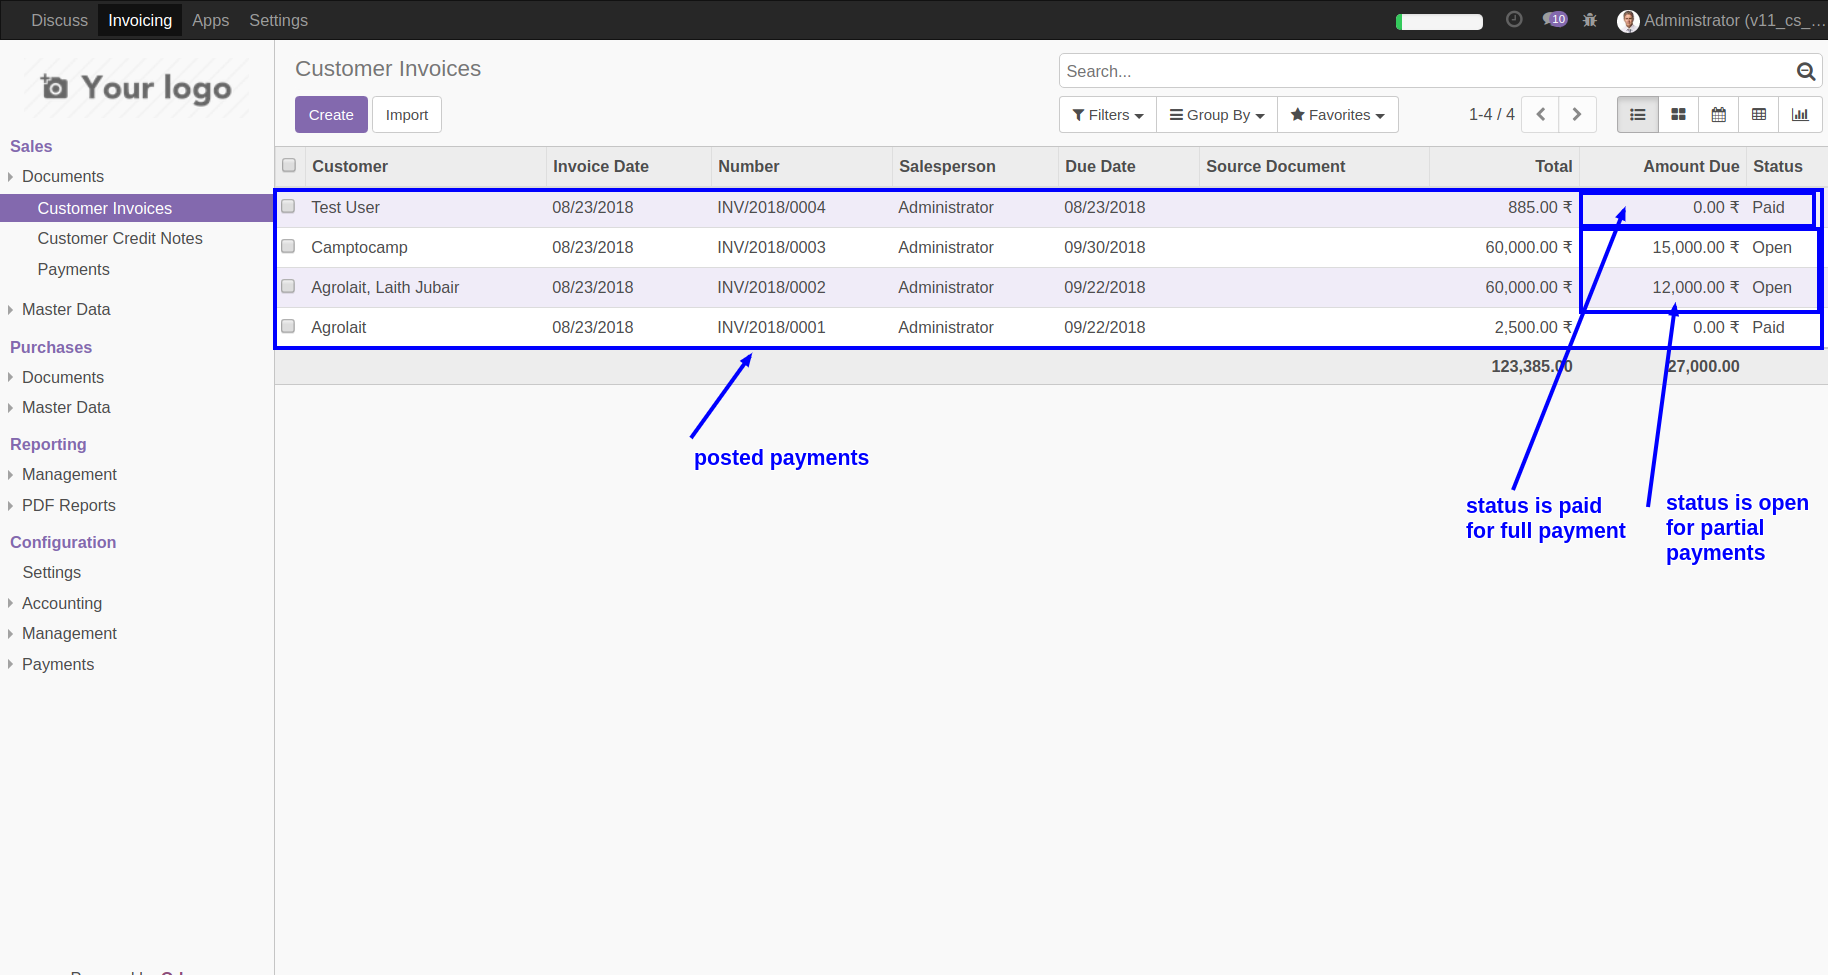 Discuss Invoicing Apps Settings 10 Administrator (v11_cs_...
Your logo
Customer Invoices
Search...
Create Import
Filters Group By Favorites 1-4 / 4
Sales
Documents
Customer Invoices
Customer Credit Notes
Payments
Master Data
Purchases
Documents
Master Data
Reporting
Management
PDF Reports
Configuration
Settings
Accounting
Management
Payments
Customer Invoice Date Number Salesperson Due Date Source Document Total Amount Due Status
Test User 08/23/2018 INV/2018/0004 Administrator 08/23/2018 885.00 ₹ 0.00 ₹ Paid
Camptocamp 08/23/2018 INV/2018/0003 Administrator 09/30/2018 60,000.00 ₹ 15,000.00 ₹ Open
Agrolait, Laith Jubair 08/23/2018 INV/2018/0002 Administrator 09/22/2018 60,000.00 ₹ 12,000.00 ₹ Open
Agrolait 08/23/2018 INV/2018/0001 Administrator 09/22/2018 2,500.00 ₹ 0.00 ₹ Paid
123,385.00 27,000.00
posted payments
status is paid
for full payment
status is open
for partial
payments